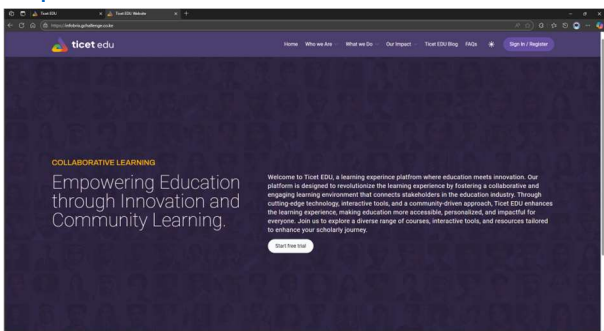 Ticet EDU
Ticet EDU Website
ticet edu
Home Who we Are What we Do Our Impact Ticet EDU Blog FAQs Sign In / Register
COLLABORATIVE LEARNING
Empowering Education
through Innovation and
Community Learning.
Welcome to Ticet EDU, a learning experince platfrom where education meets innovation. Our
platform is designed to revolutionize the learning experience by fostering a collaborative and
engaging learning environment that connects stakeholders in the education industry. Through
cutting-edge technology, interactive tools, and a community-driven approach, Ticet EDU enhances
the learning experience, making education more accessible, personalized, and impactful for
everyone. Join us to explore a diverse range of courses, interactive tools, and resources tailored
to enhance your scholarly journey.
Start free trial